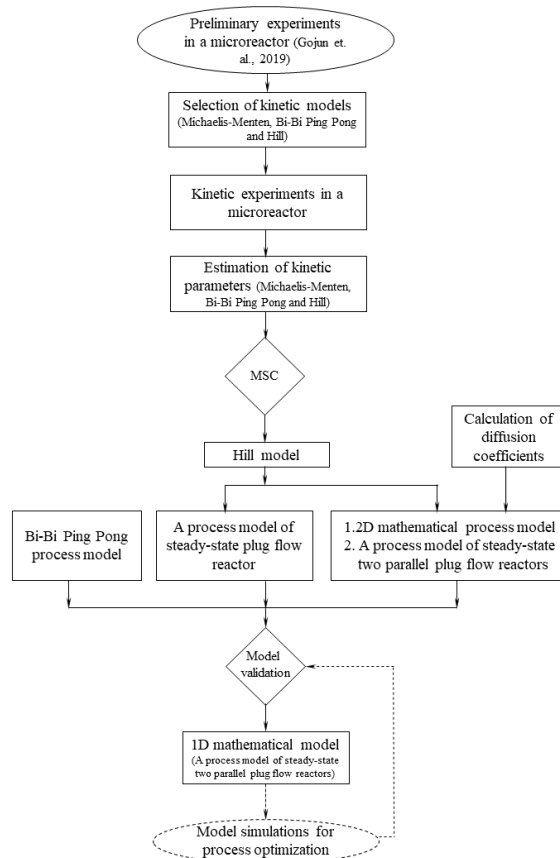 Preliminary experiments
in a microreactor (Gojun et.
al., 2019)
Selection of kinetic models
(Michaelis-Menten, Bi-Bi Ping Pong
and Hill)
Kinetic experiments in a
microreactor
Estimation of kinetic
parameters (Michaelis-Menten,
Bi-Bi Ping Pong and Hill)
MSC
Calculation of
diffusion
coefficients
Hill model
Bi-Bi Ping Pong
process model
A process model of
steady-state plug flow
reactor
1.2D mathematical process model
2. A process model of steady-state
two parallel plug flow reactors
Model
validation
1D mathematical model
(A process model of steady-state
two parallel plug flow reactors)
Model simulations for
process optimization